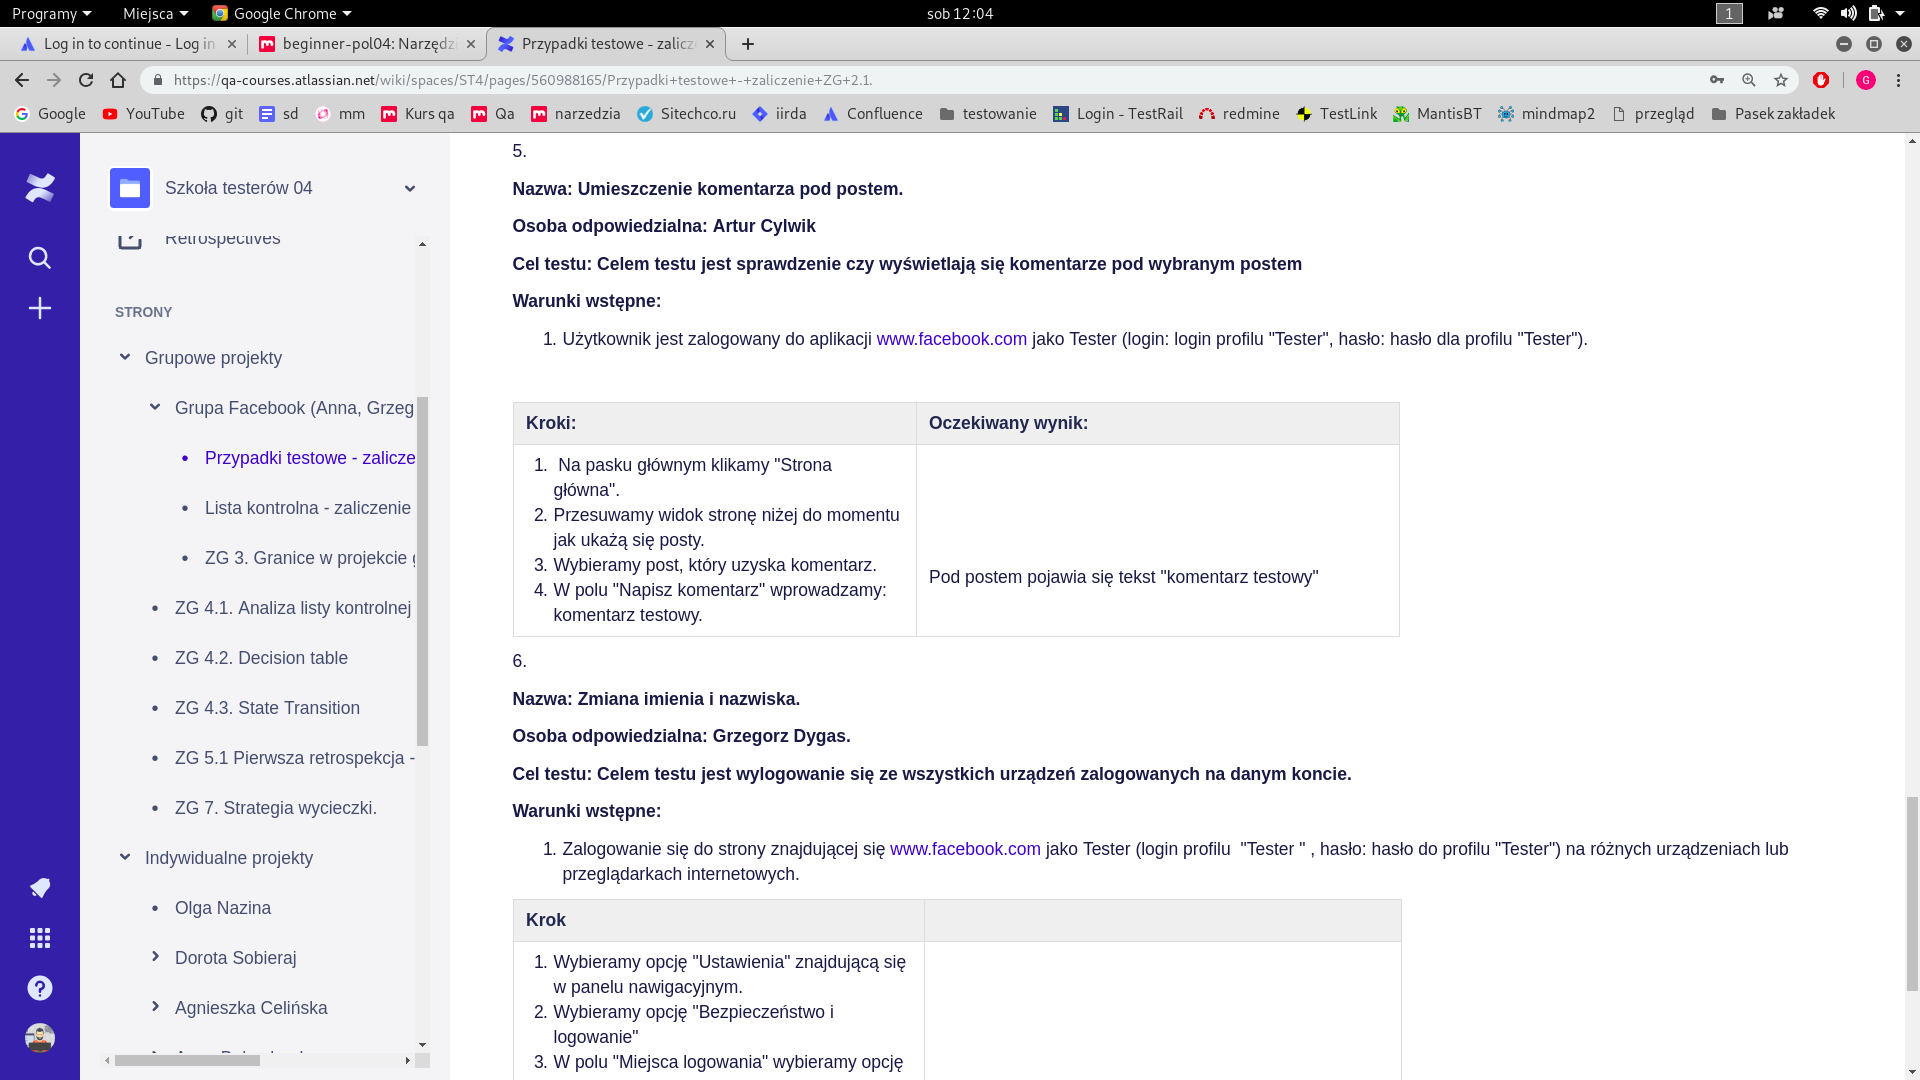 Programy
Miejsca
Google Chrome
sob 12:04
1
Log in to continue - Log in
beginner-pol04: Narzędzi
Przypadki testowe - zalicz
https://qa-courses.atlassian.net/wiki/spaces/ST4/pages/560988165/Przypadki+testowe+-+zaliczenie+ZG+2.1.
G
Google
YouTube
git
sd
mm
Kurs qa
Qa
narzedzia
Sitechco.ru
iirda
Confluence
testowanie
Login - TestRail
redmine
TestLink
MantisBT
mindmap2
przegląd
Pasek zakładek
Szkoła testerów 04
Retrospectives
STRONY
Grupowe projekty
Grupa Facebook (Anna, Grzeg
Przypadki testowe - zalicze
Lista kontrolna - zaliczenie
ZG 3. Granice w projekcie g
ZG 4.1. Analiza listy kontrolnej
ZG 4.2. Decision table
ZG 4.3. State Transition
ZG 5.1 Pierwsza retrospekcja -
ZG 7. Strategia wycieczki.
Indywidualne projekty
Olga Nazina
Dorota Sobieraj
Agnieszka Celińska
5.
Nazwa: Umieszczenie komentarza pod postem.
Osoba odpowiedzialna: Artur Cylwik
Cel testu: Celem testu jest sprawdzenie czy wyświetlają się komentarze pod wybranym postem
Warunki wstępne:
1. Użytkownik jest zalogowany do aplikacji www.facebook.com jako Tester (login: login profilu "Tester", hasło: hasło dla profilu "Tester").
Kroki:
Oczekiwany wynik:
1. Na pasku głównym klikamy "Strona
główna".
2. Przesuwamy widok stronę niżej do momentu
jak ukażą się posty.
3. Wybieramy post, który uzyska komentarz.
4. W polu "Napisz komentarz" wprowadzamy:
komentarz testowy.
Pod postem pojawia się tekst "komentarz testowy"
6.
Nazwa: Zmiana imienia i nazwiska.
Osoba odpowiedzialna: Grzegorz Dygas.
Cel testu: Celem testu jest wylogowanie się ze wszystkich urządzeń zalogowanych na danym koncie.
Warunki wstępne:
1. Zalogowanie się do strony znajdującej się www.facebook.com jako Tester (login profilu "Tester " , hasło: hasło do profilu "Tester") na różnych urządzeniach lub
przeglądarkach internetowych.
Krok
1. Wybieramy opcję "Ustawienia" znajdującą się
w panelu nawigacyjnym.
2. Wybieramy opcję "Bezpieczeństwo i
logowanie"
3. W polu "Miejsca logowania" wybieramy opcję